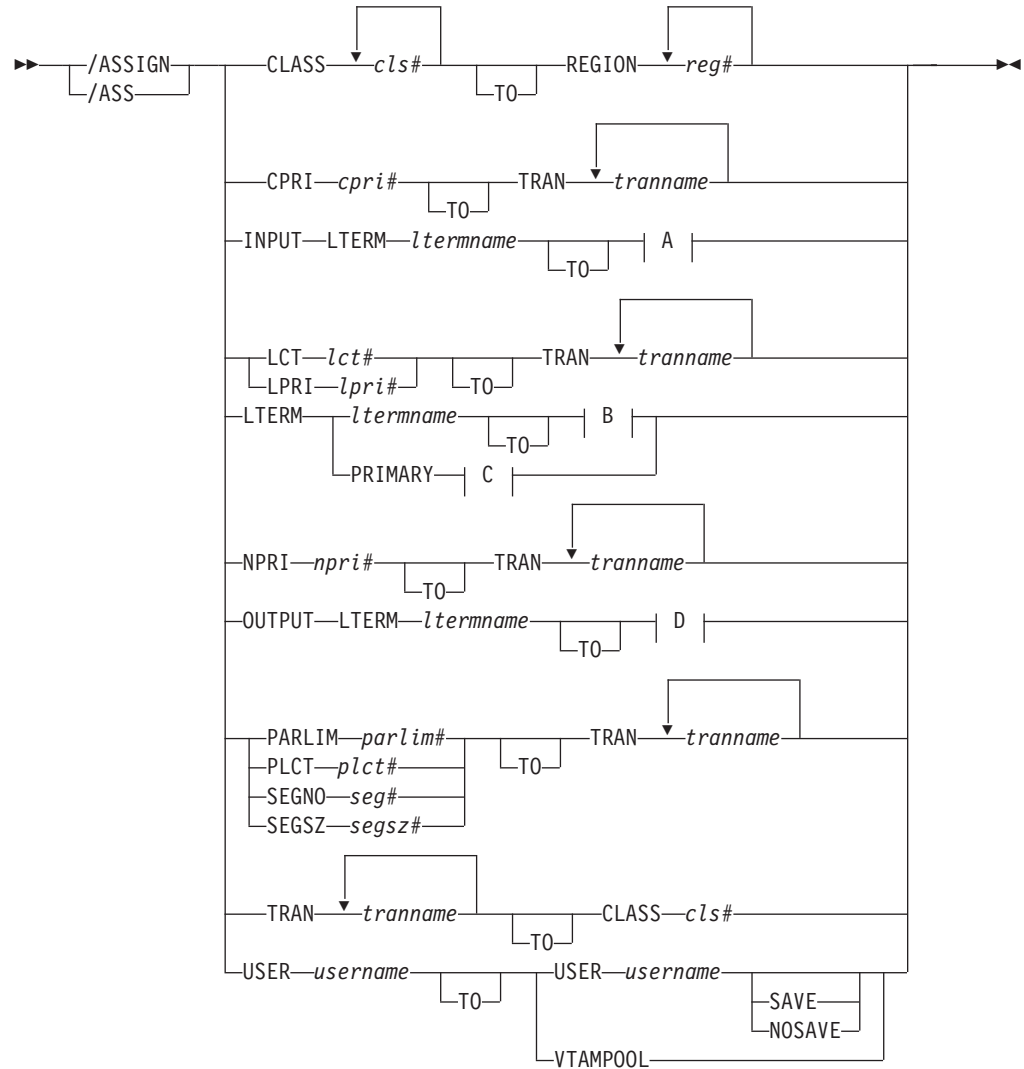 /ASSIGN CLASS cls# REGION reg#
/ASS TO
CPRI cpri# TRAN tranname
TO
INPUT LTERM ltermname A
TO
LCT lct# TRAN tranname
LPRI lpri# TO
LTERM ltermname B
TO
PRIMARY C
NPRI npri# TRAN tranname
TO
OUTPUT LTERM ltermname D
TO
PARLIM parlim# TRAN tranname
PLCT plct# TO
SEGNO seg#
SEGSZ segsz#
TRAN tranname CLASS cls#
TO
USER username USER username
TO SAVE
NOSAVE
VTAMPOOL